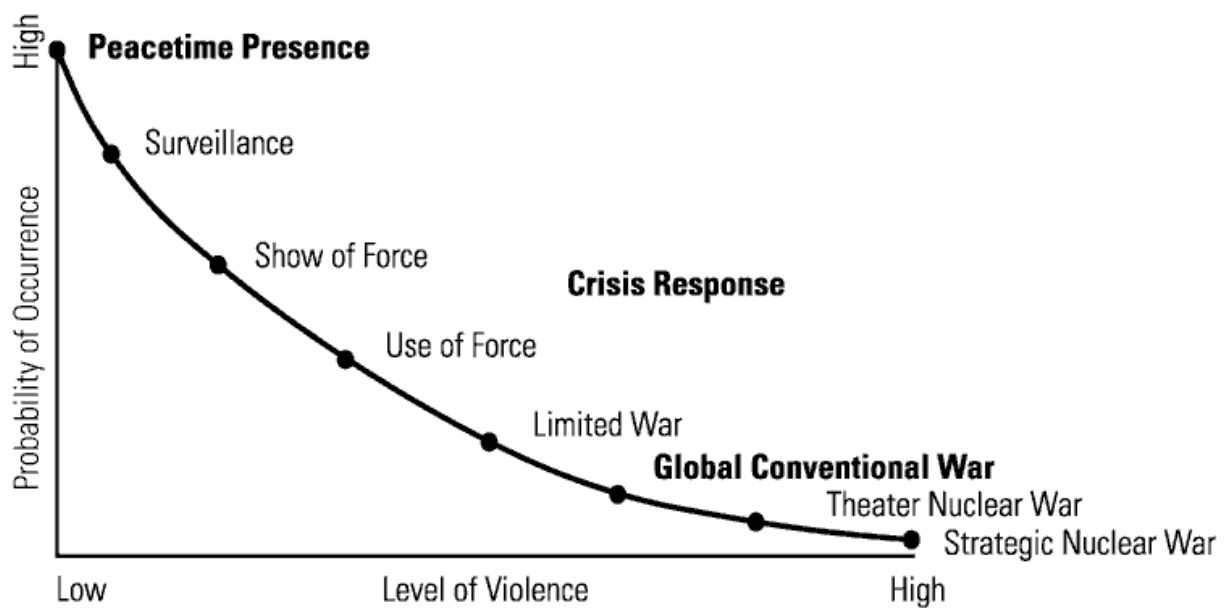 High
Peacetime Presence
Surveillance
Show of Force
Crisis Response
Use of Force
Limited War
Global Conventional War
Theater Nuclear War
Strategic Nuclear War
Probability of Occurrence
Low
Level of Violence
High